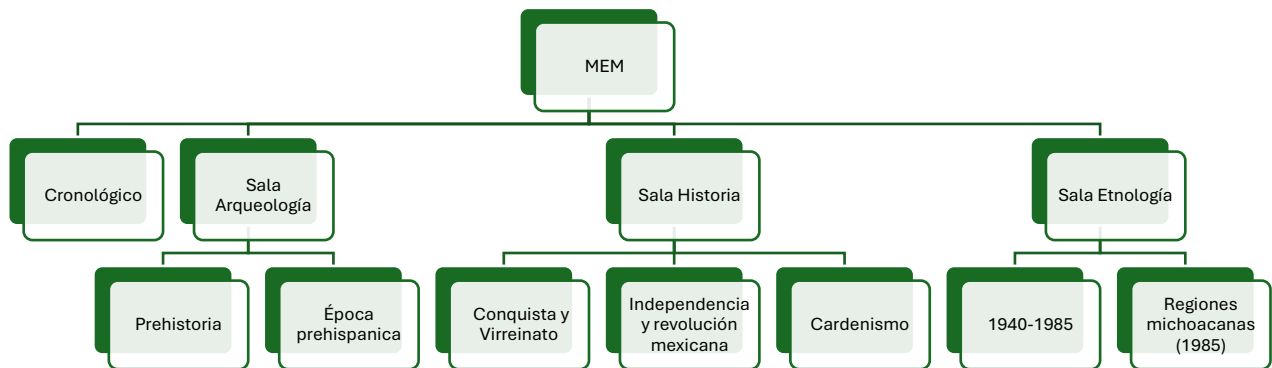 MEM
Cronológico
Sala
Arqueología
Sala Historia
Sala Etnología
Prehistoria
Época
prehispanica
Conquista y
Virreinato
Independencia
y revolución
mexicana
Cardenismo
1940-1985
Regiones
michoacanas
(1985)